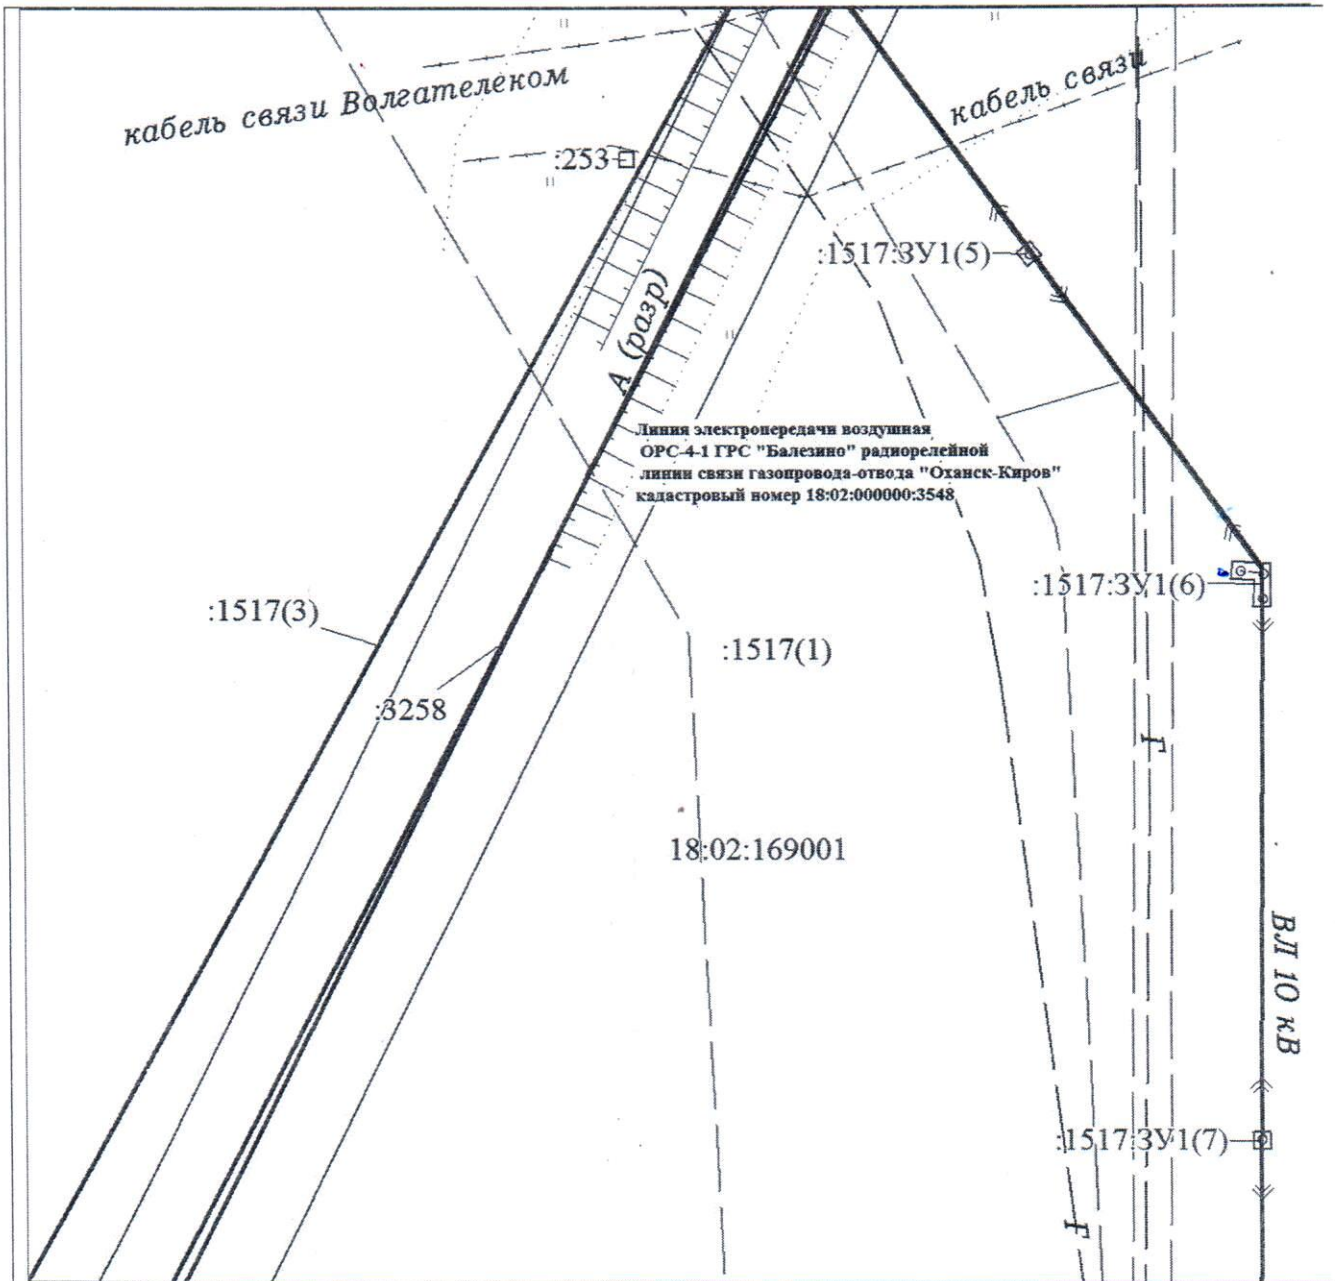 кабель связи Волгателеком
кабель связи
:253
:1517:ЗУ1(5)
А (разр)
Линия электропередачи воздушная
ОРС-4-1 ГРС "Балезино" радиорелейной
линии связи газопровода-отвода "Оханск-Киров"
кадастровый номер 18:02:000000:3548
:1517:ЗУ1(6)
:1517(3)
:1517(1)
:3258
Г
18:02:169001
ВЛ 10 кВ
:1517:ЗУ1(7)
Г